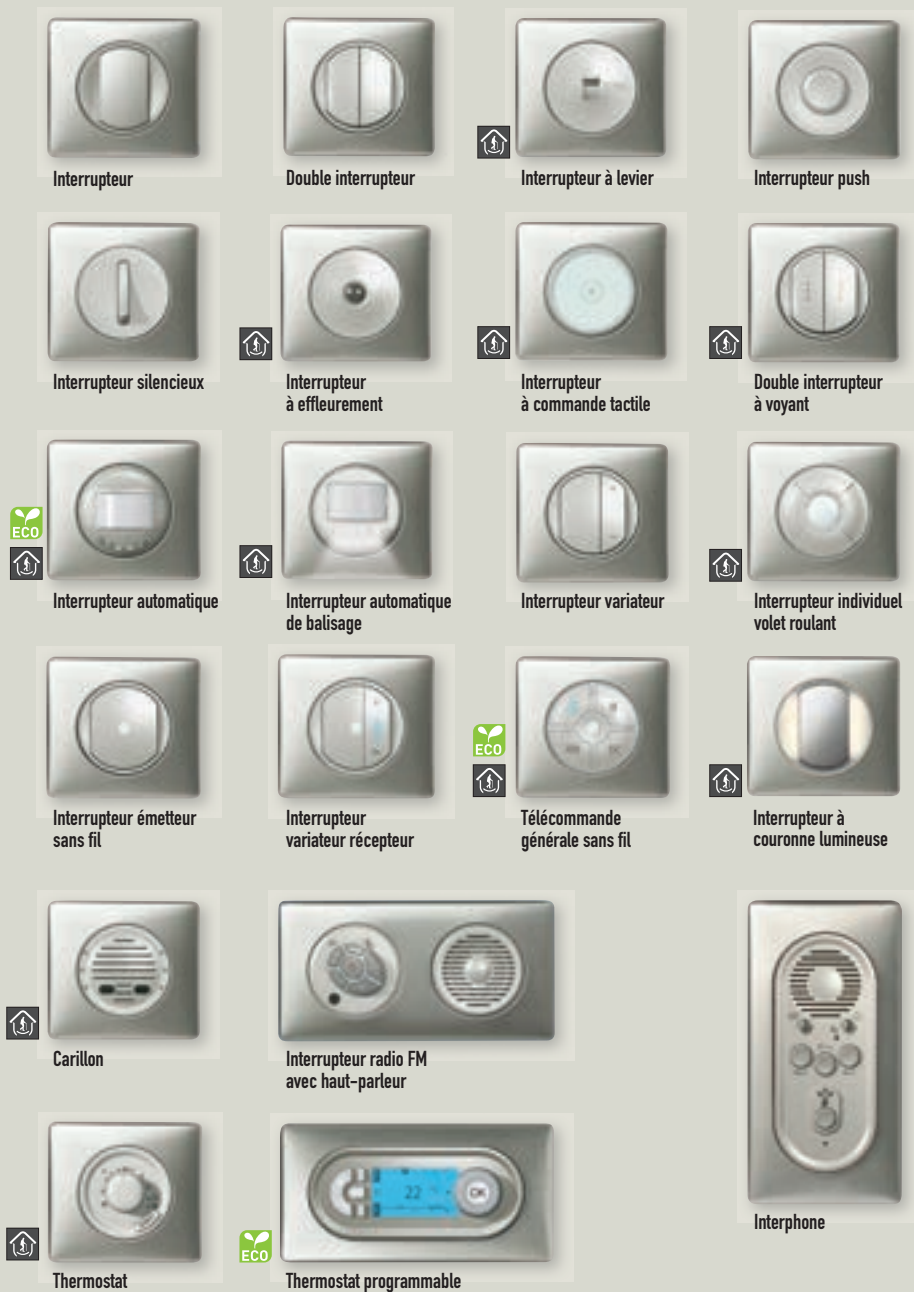 Interrupteur
Double interrupteur
Interrupteur à levier
Interrupteur push
Interrupteur silencieux
Interrupteur
à effleurement
Interrupteur
à commande tactile
Double interrupteur
à voyant
ECO
Interrupteur automatique
Interrupteur automatique
de balisage
Interrupteur variateur
Interrupteur individuel
volet roulant
Interrupteur émetteur
sans fil
Interrupteur
variateur récepteur
ECO
Télécommande
générale sans fil
Interrupteur à
couronne lumineuse
Carillon
Interrupteur radio FM
avec haut-parleur
Interphone
Thermostat
ECO
22
OK
Thermostat programmable